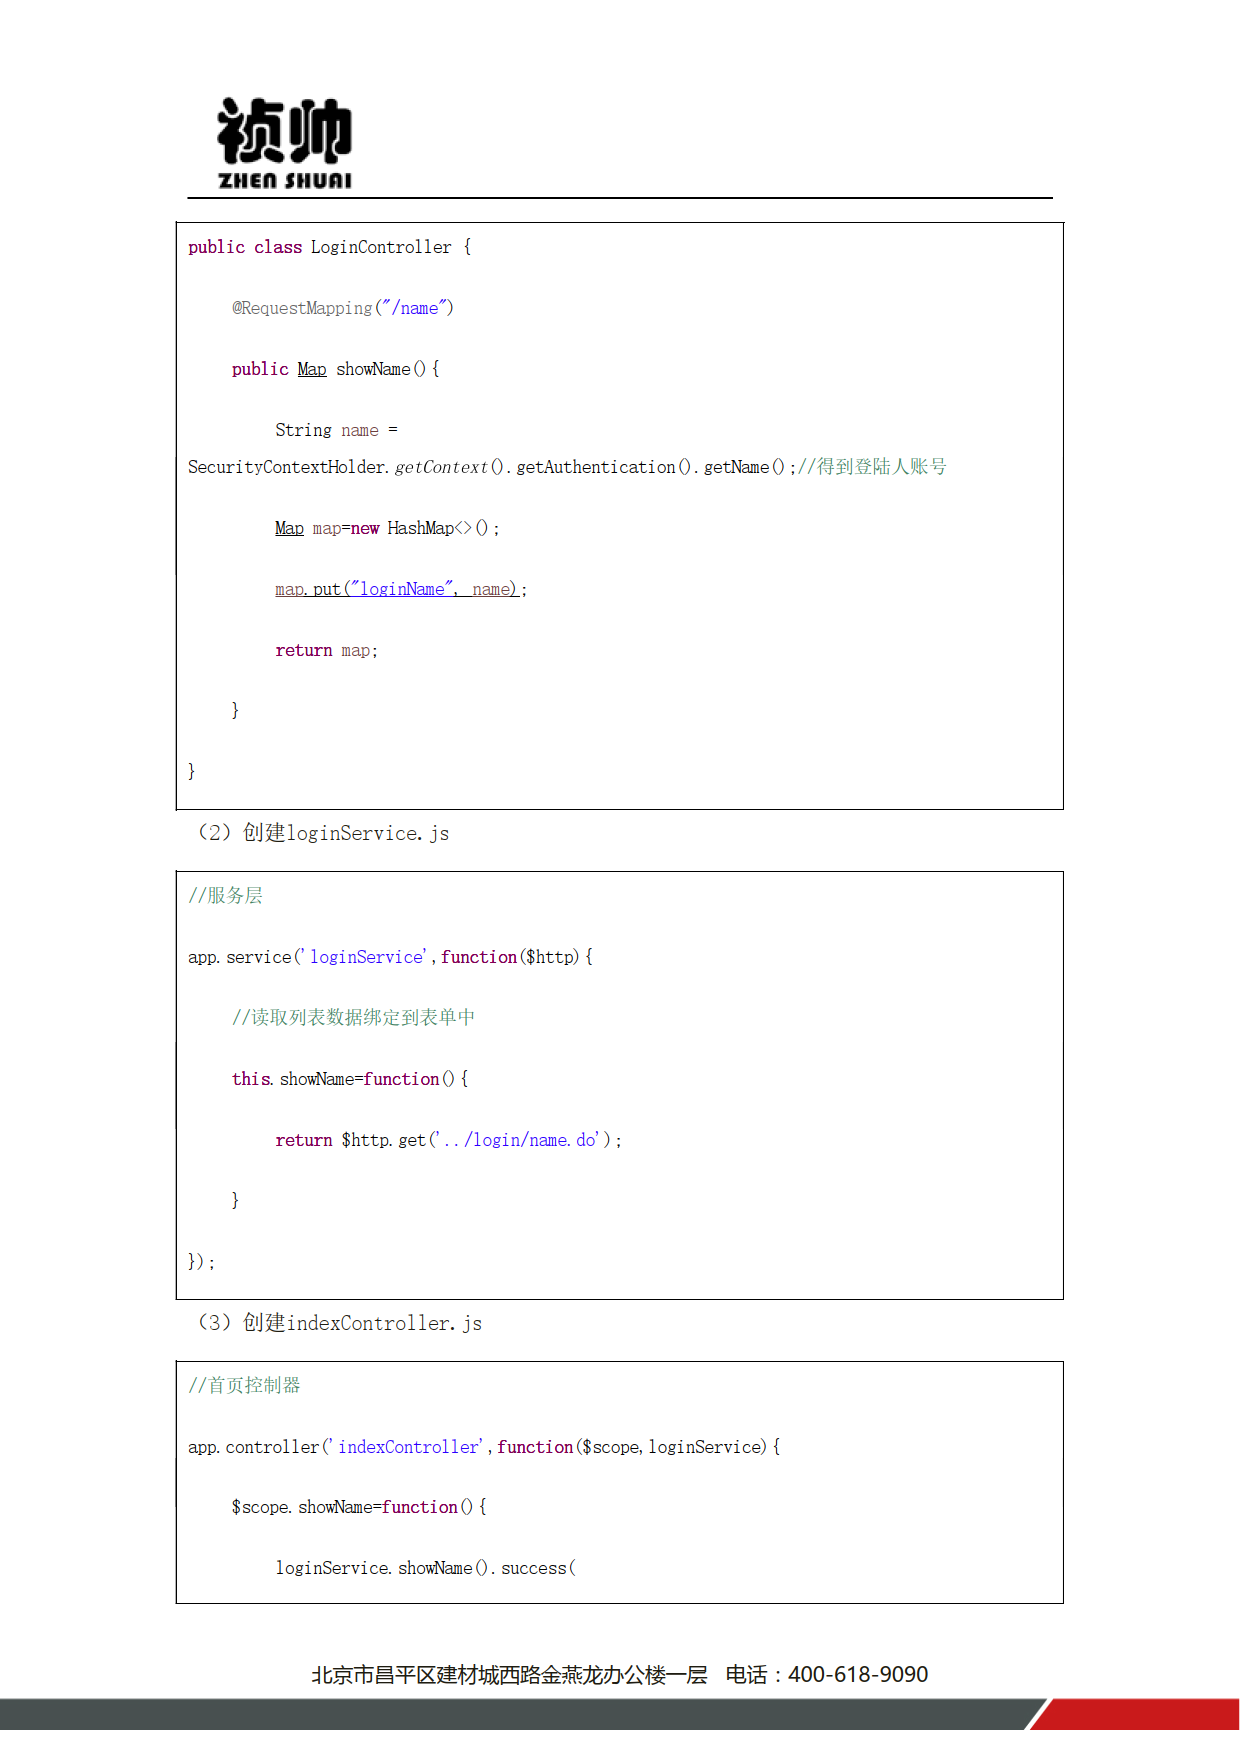 祯帅
ZHEN SHUAI
public class LoginController {
@RequestMapping("/name")
public Map showName(){
String name =
SecurityContextHolder.getContext().getAuthentication().getName();//得到登陆人账号
Map map=new HashMap<>();
map.put("loginName", name);
return map;
}
}
（2）创建loginService.js
//服务层
app.service('loginService',function($http){
//读取列表数据绑定到表单中
this.showName=function(){
return $http.get('../login/name.do');
}
});
（3）创建indexController.js
//首页控制器
app.controller('indexController',function($scope,loginService){
$scope.showName=function(){
loginService.showName().success(
北京市昌平区建材城西路金燕龙办公楼一层 电话：400-618-9090